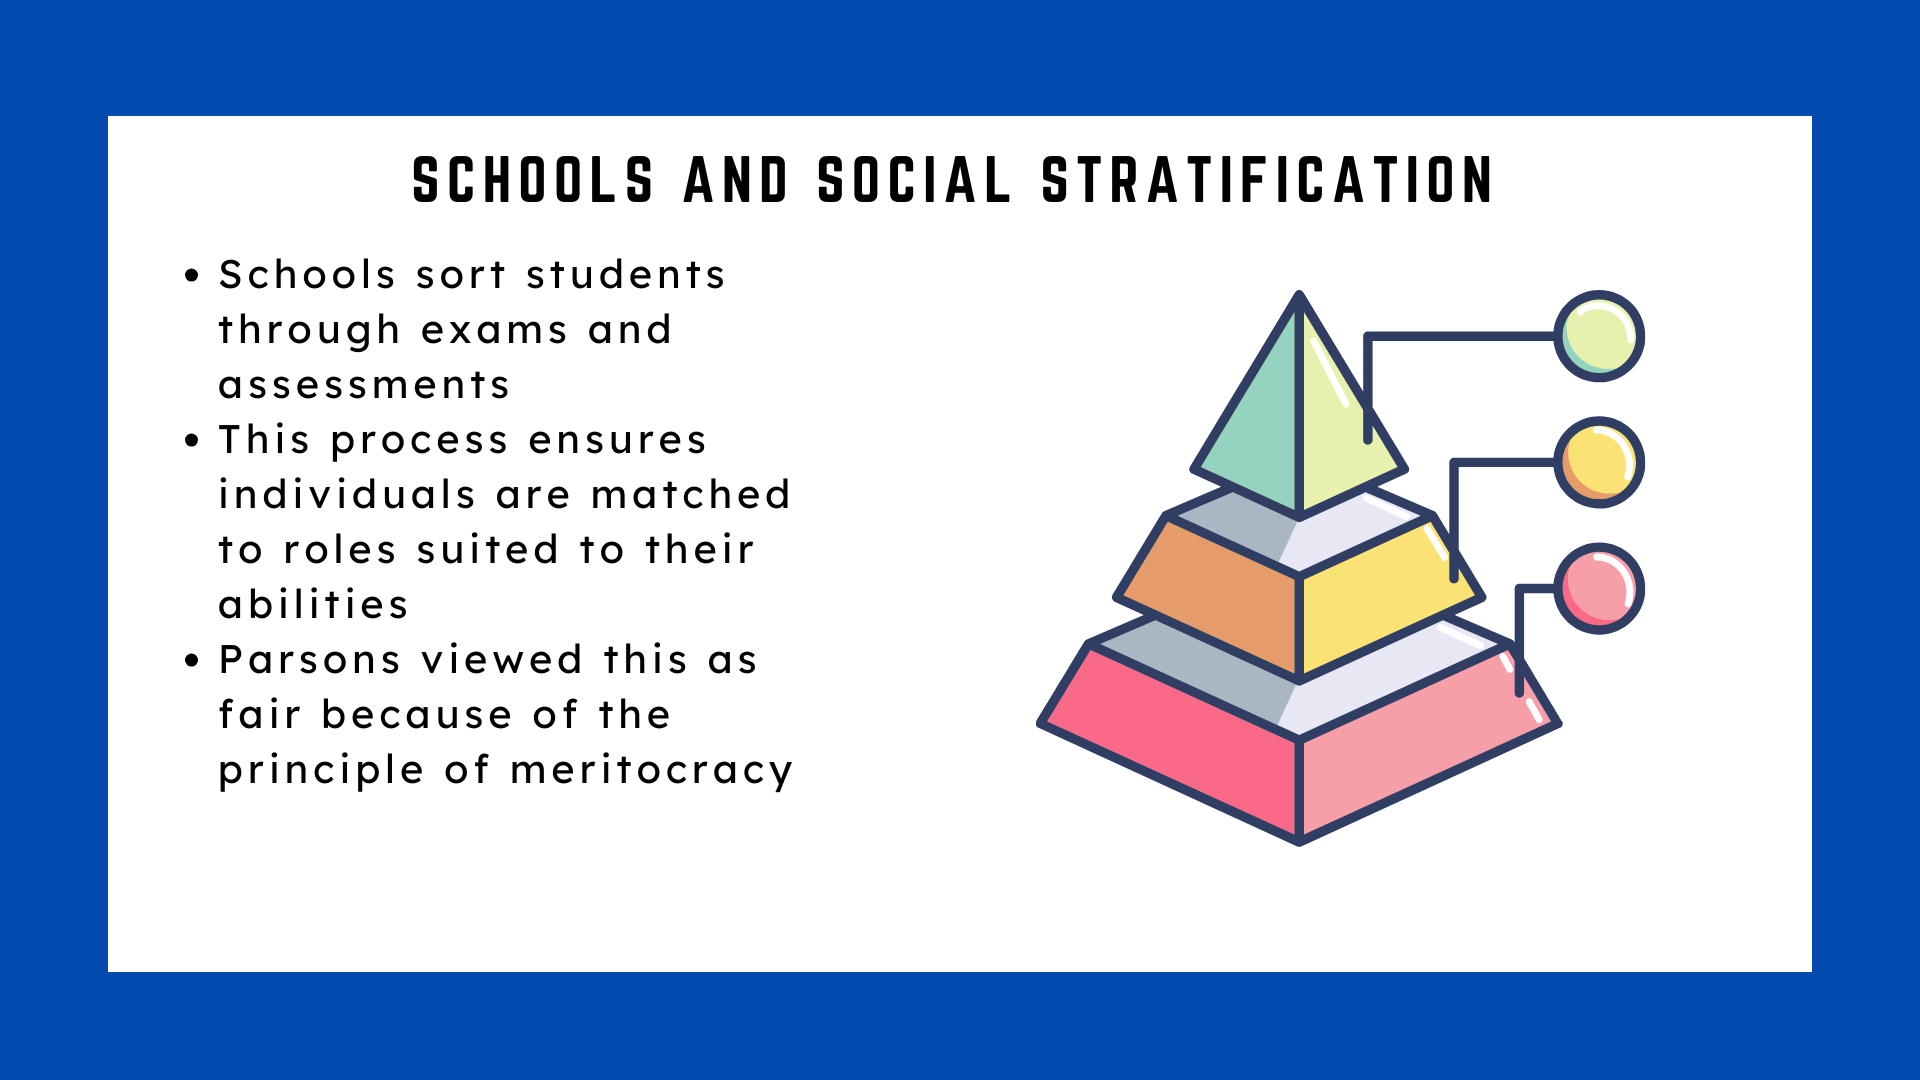 SCHOOLS AND SOCIAL STRATIFICATION
• Schools sort students
through exams and
assessments
• This process ensures
individuals are matched
to roles suited to their
abilities
• Parsons viewed this as
fair because of the
principle of meritocracy